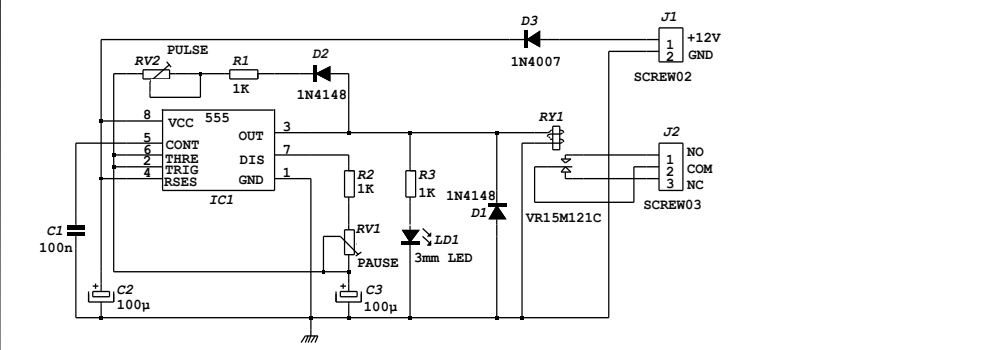 J1
D3
+12V
1
2
GND
PULSE
RV2
R1
D2
1N4007
SCREW02
1K
1N4148
8
VCC
555
RY1
5
CONT
OUT
3
J2
6
THRE
DIS
7
1
NO
2
TRIG
2
COM
4
RSES
GND
1
3
NC
R2
1K
R3
1K
1N4148
IC1
D1
VR15M121C
SCREW03
C1
100n
RV1
LD1
PAUSE
3mm LED
+
C2
100µ
+
C3
100µ